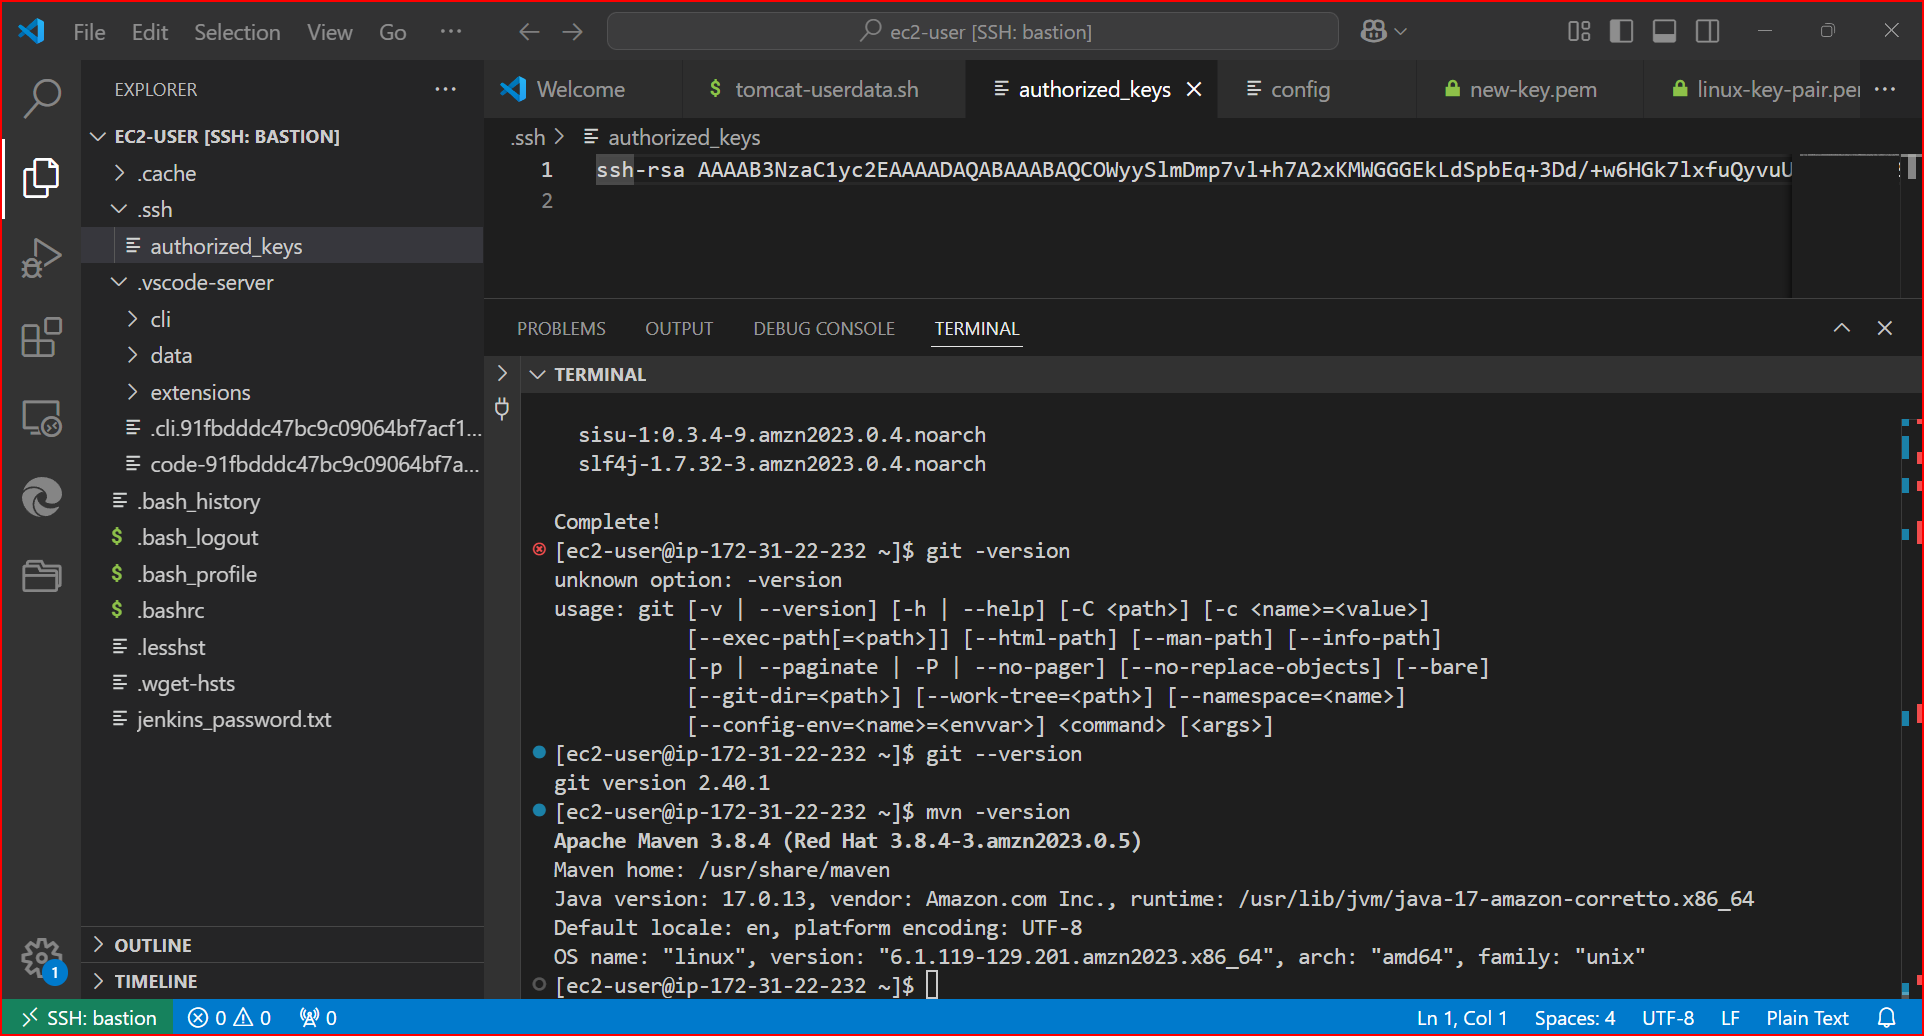 File Edit Selection View Go ··· ec2-user [SSH: bastion]
EXPLORER ···
EC2-USER [SSH: BASTION]
.cache
.ssh
authorized_keys
.vscode-server
cli
data
extensions
.cli.91fbdddc47bc9c09064bf7acf1...
code-91fbdddc47bc9c09064bf7a...
.bash_history
$ .bash_logout
$ .bash_profile
$ .bashrc
.lesshst
.wget-hsts
jenkins_password.txt
OUTLINE
TIMELINE
1
Welcome $ tomcat-userdata.sh authorized_keys config new-key.pem linux-key-pair.per ···
.ssh > authorized_keys
1 ssh-rsa AAAAB3NzaC1yc2EAAAADAQABAAABAQCOWyySlmDmp7vl+h7A2xKMWGGGEkLdSpbEq+3Dd/+w6HGk7lxfuQyvuU
2
PROBLEMS OUTPUT DEBUG CONSOLE TERMINAL
TERMINAL
sisu-1:0.3.4-9.amzn2023.0.4.noarch
slf4j-1.7.32-3.amzn2023.0.4.noarch
Complete!
[ec2-user@ip-172-31-22-232 ~]$ git -version
unknown option: -version
usage: git [-v | --version] [-h | --help] [-C <path>] [-c <name>=<value>]
[--exec-path[=<path>]] [--html-path] [--man-path] [--info-path]
[-p | --paginate | -P | --no-pager] [--no-replace-objects] [--bare]
[--git-dir=<path>] [--work-tree=<path>] [--namespace=<name>]
[--config-env=<name>=<envvar>] <command> [<args>]
[ec2-user@ip-172-31-22-232 ~]$ git --version
git version 2.40.1
[ec2-user@ip-172-31-22-232 ~]$ mvn -version
Apache Maven 3.8.4 (Red Hat 3.8.4-3.amzn2023.0.5)
Maven home: /usr/share/maven
Java version: 17.0.13, vendor: Amazon.com Inc., runtime: /usr/lib/jvm/java-17-amazon-corretto.x86_64
Default locale: en, platform encoding: UTF-8
OS name: "linux", version: "6.1.119-129.201.amzn2023.x86_64", arch: "amd64", family: "unix"
[ec2-user@ip-172-31-22-232 ~]$
SSH: bastion 0 0 0 Ln 1, Col 1 Spaces: 4 UTF-8 LF Plain Text